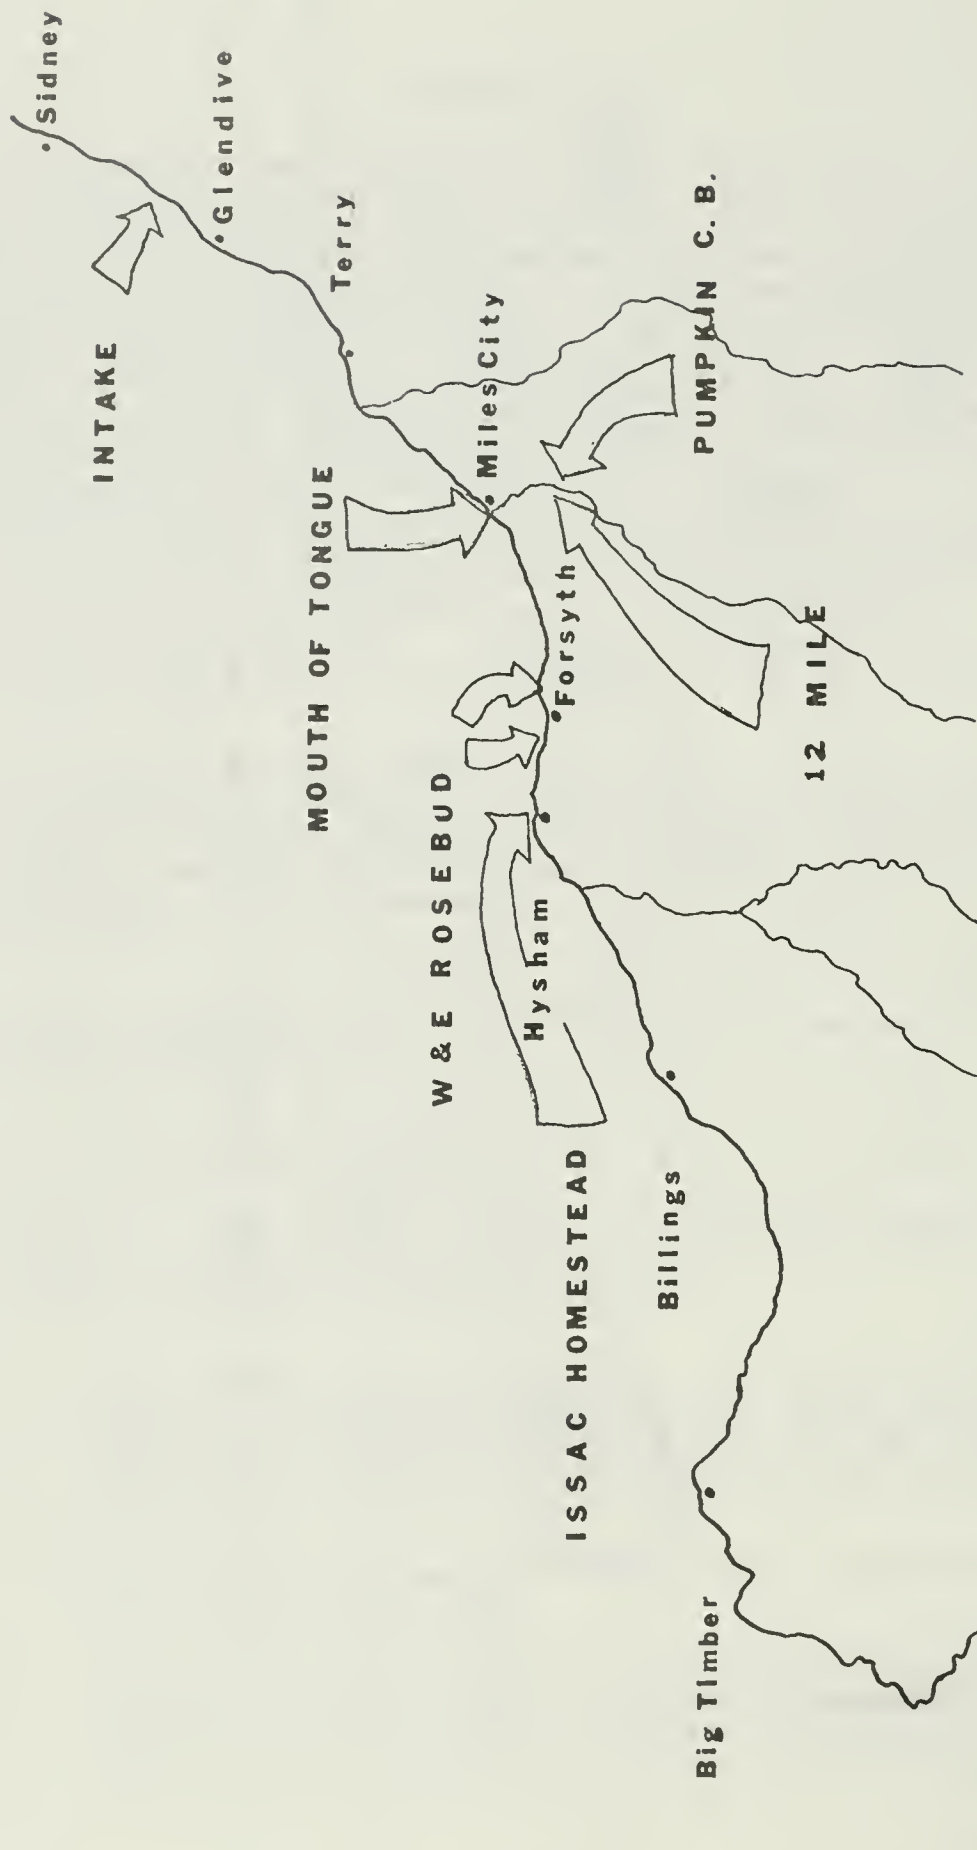 Sidney
INTAKE
Glendive
Terry
MOUTH OF TONGUE
Miles City
W & E ROSEBUD
Forsyth
PUMPKIN C. B.
Hysham
ISSAC HOMESTEAD
12 MILE
Billings
Big Timber